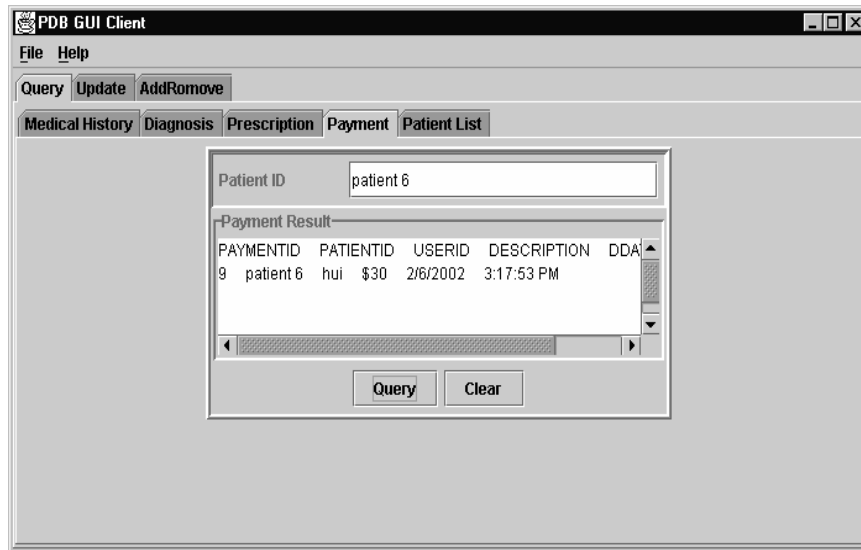 PDB GUI Client
File Help
Query Update AddRomove
Medical History Diagnosis Prescription Payment Patient List
Patient ID patient 6
Payment Result
PAYMENTID PATIENTID USERID DESCRIPTION
9 patient 6 hui $30 2/6/2002 3:17:53 PM
Query Clear